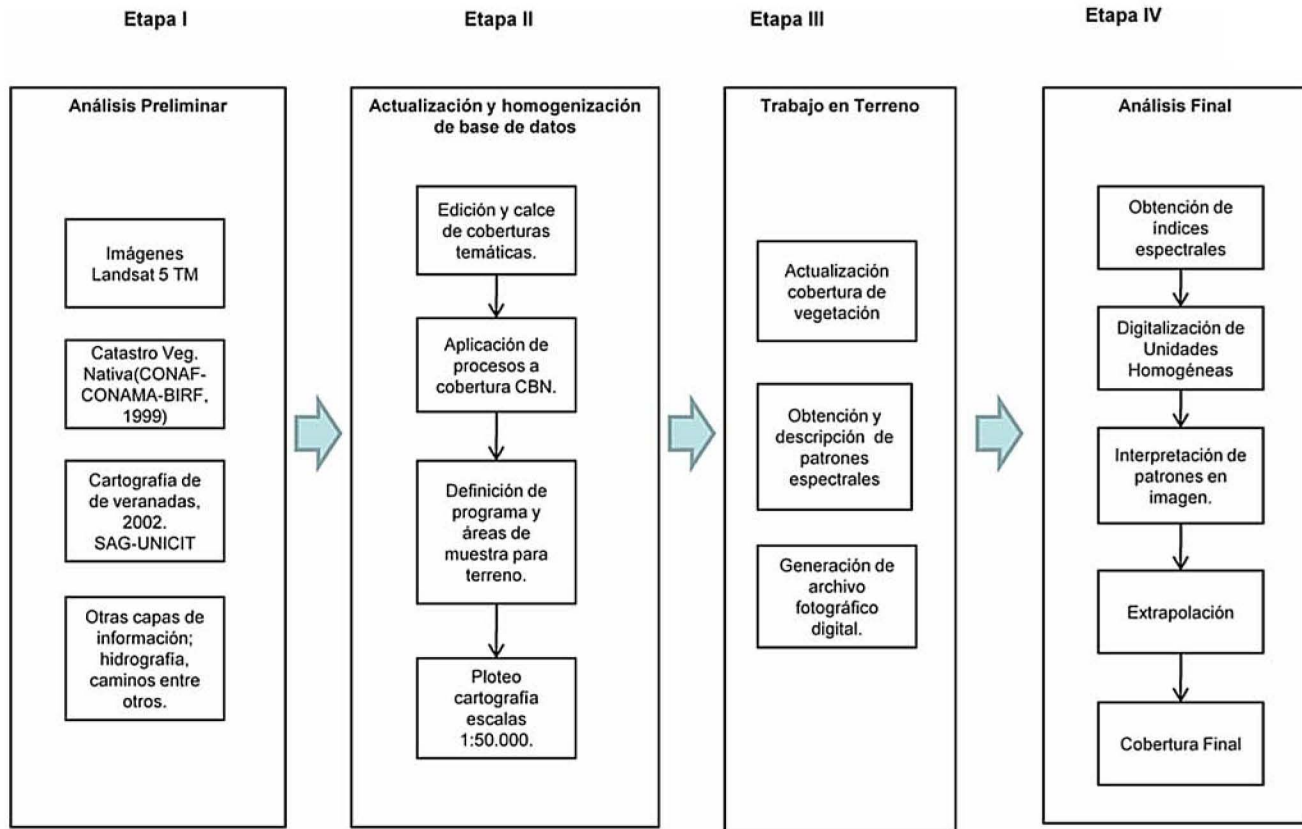 Etapa I
Etapa II
Etapa III
Etapa IV
Análisis Preliminar
Imágenes
Landsat 5 TM
Catastro Veg.
Nativa(CONAF-
CONAMA-BIRF,
1999)
Cartografía de
de veranadas,
2002.
SAG-UNICIT
Otras capas de
información;
hidrografía,
caminos entre
otros.
Actualización y homogenización
de base de datos
Edición y calce
de coberturas
temáticas.
Aplicación de
procesos a
cobertura CBN.
Definición de
programa y
áreas de
muestra para
terreno.
Ploteo
cartografía
escalas
1:50.000.
Trabajo en Terreno
Actualización
cobertura de
vegetación
Obtención y
descripción de
patrones
espectrales
Generación de
archivo
fotográfico
digital.
Análisis Final
Obtención de
índices
espectrales
Digitalización de
Unidades
Homogéneas
Interpretación de
patrones en
imagen.
Extrapolación
Cobertura Final